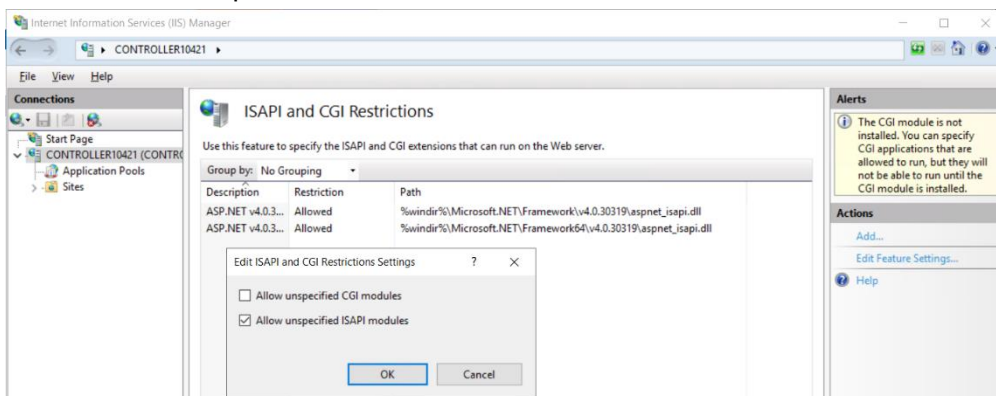 Internet Information Services (IIS) Manager
CONTROLLER10421
File View Help
Connections
Start Page
CONTROLLER10421 (CONTRO
Application Pools
Sites
ISAPI and CGI Restrictions
Use this feature to specify the ISAPI and CGI extensions that can run on the Web server.
Group by: No Grouping
Description Restriction Path
ASP.NET v4.0.3... Allowed %windir%\Microsoft.NET\Framework\v4.0.30319\aspnet_isapi.dll
ASP.NET v4.0.3... Allowed %windir%\Microsoft.NET\Framework64\v4.0.30319\aspnet_isapi.dll
Edit ISAPI and CGI Restrictions Settings ? ×
Allow unspecified CGI modules
Allow unspecified ISAPI modules
OK Cancel
Alerts
The CGI module is not
installed. You can specify
CGI applications that are
allowed to run, but they will
not be able to run until the
CGI module is installed.
Actions
Add...
Edit Feature Settings...
Help